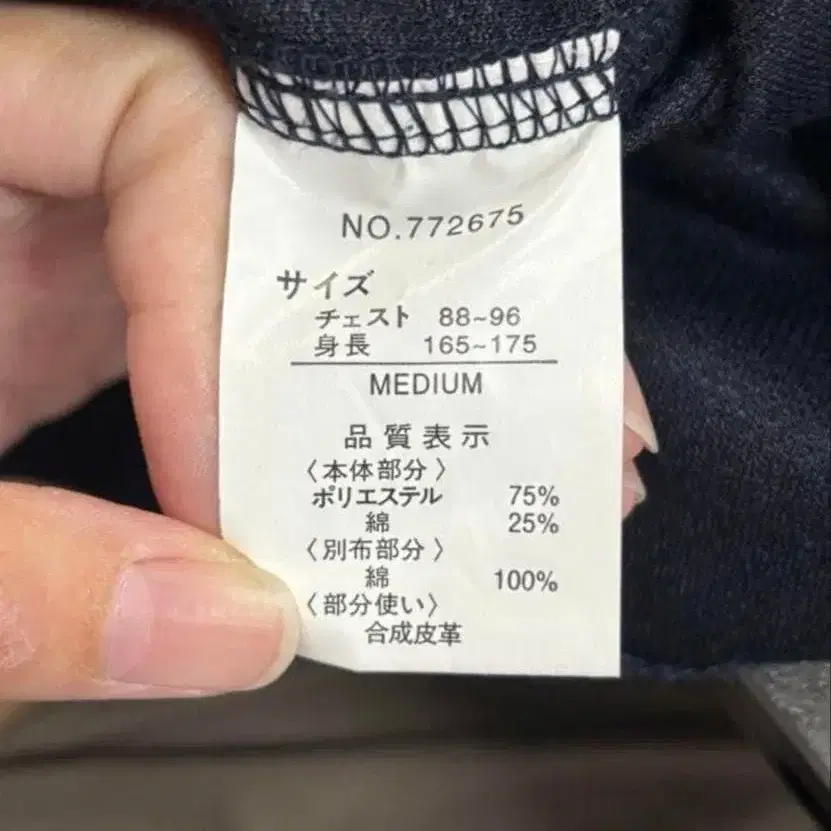 NO.772675
サイズ
チェスト 88~96
身長 165~175
MEDIUM
品質表示
〈本体部分〉
ポリエステル 75%
綿 25%
〈別布部分〉
綿 100%
〈部分使い〉
合成皮革